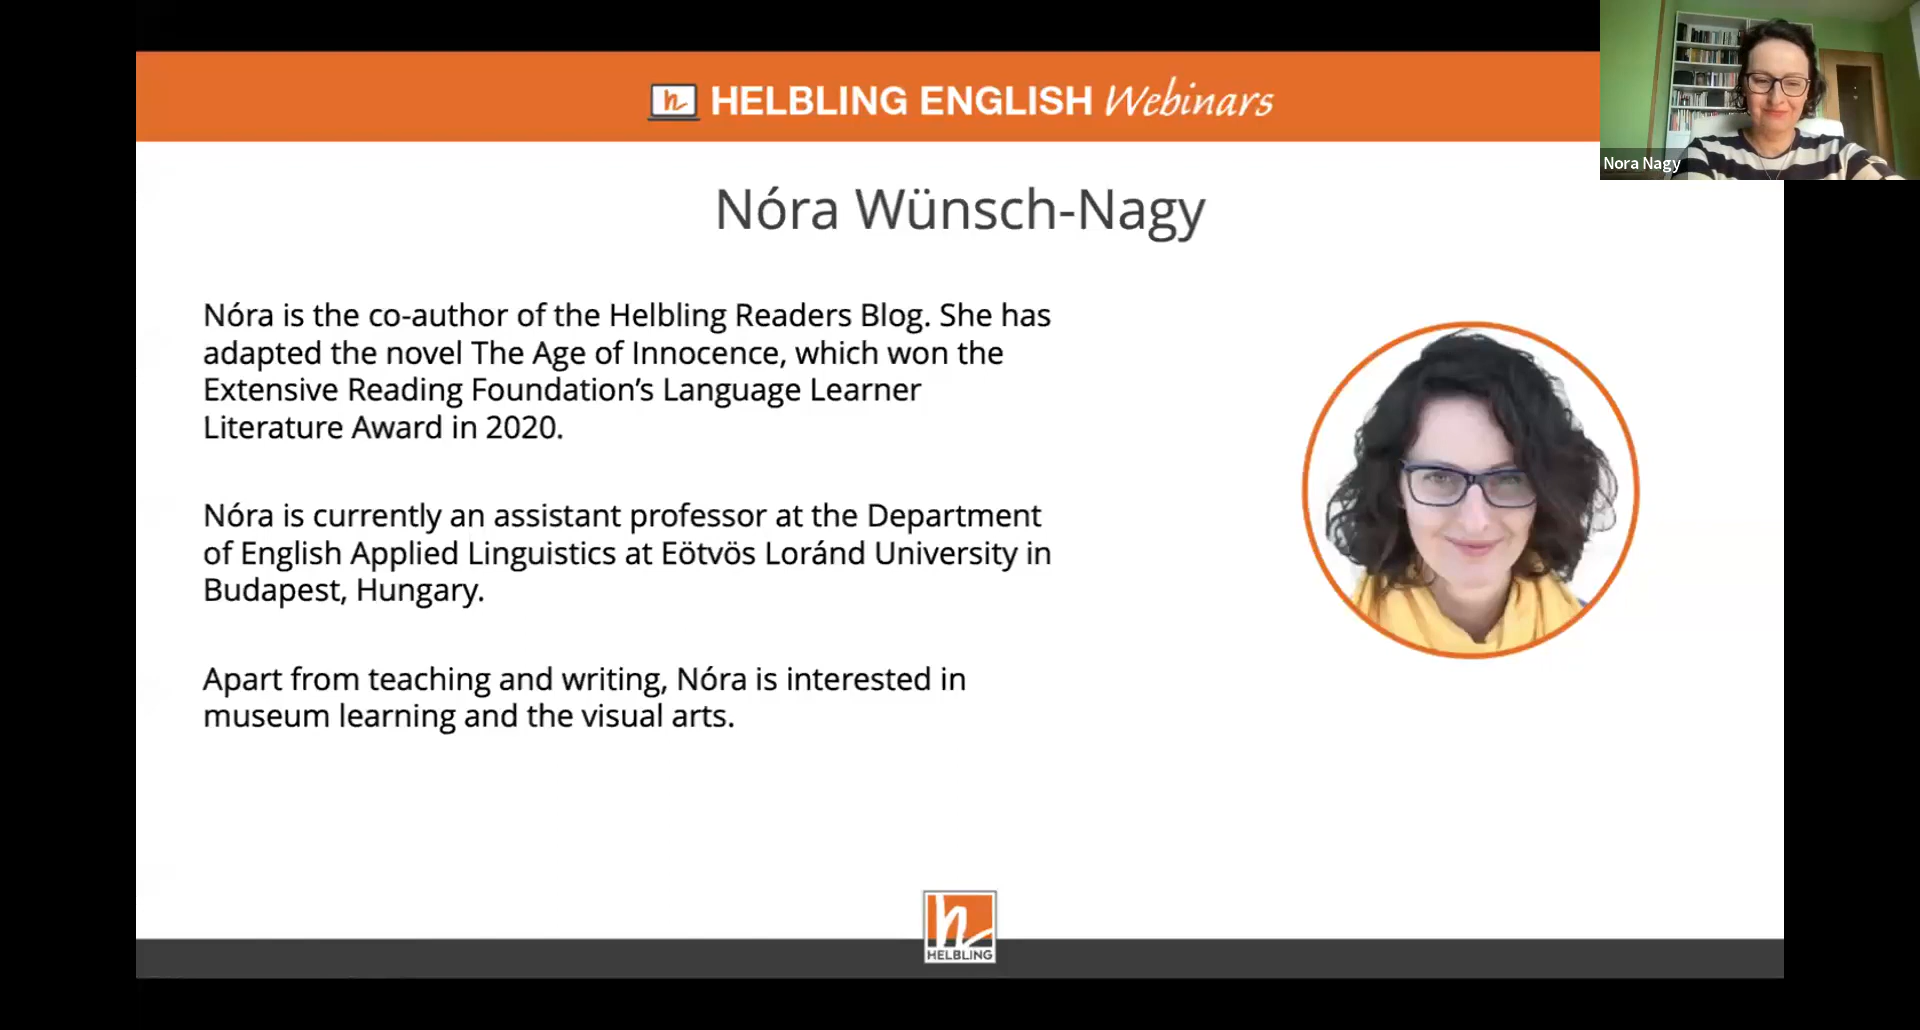 HELBLING ENGLISH Webinars
Nora Nagy
Nóra Wünsch-Nagy
Nóra is the co-author of the Helbling Readers Blog. She has
adapted the novel The Age of Innocence, which won the
Extensive Reading Foundation’s Language Learner
Literature Award in 2020.
Nóra is currently an assistant professor at the Department
of English Applied Linguistics at Eötvös Loránd University in
Budapest, Hungary.
Apart from teaching and writing, Nóra is interested in
museum learning and the visual arts.
HELBLING